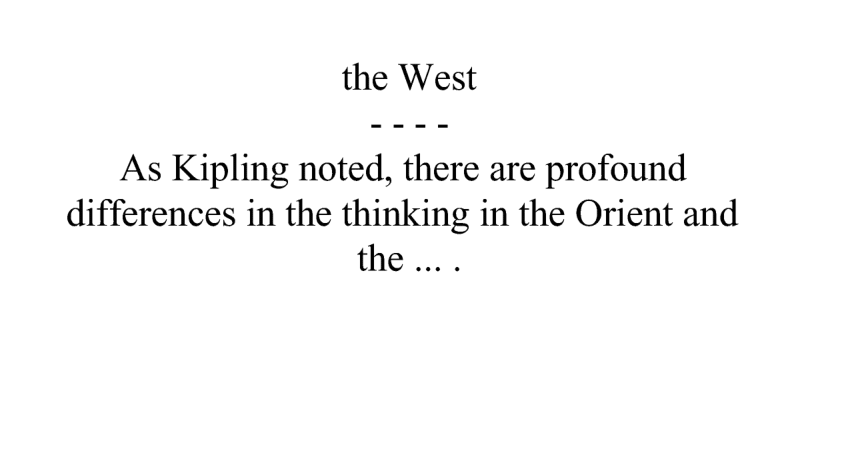 the West
- - - -
As Kipling noted, there are profound
differences in the thinking in the Orient and
the ... .